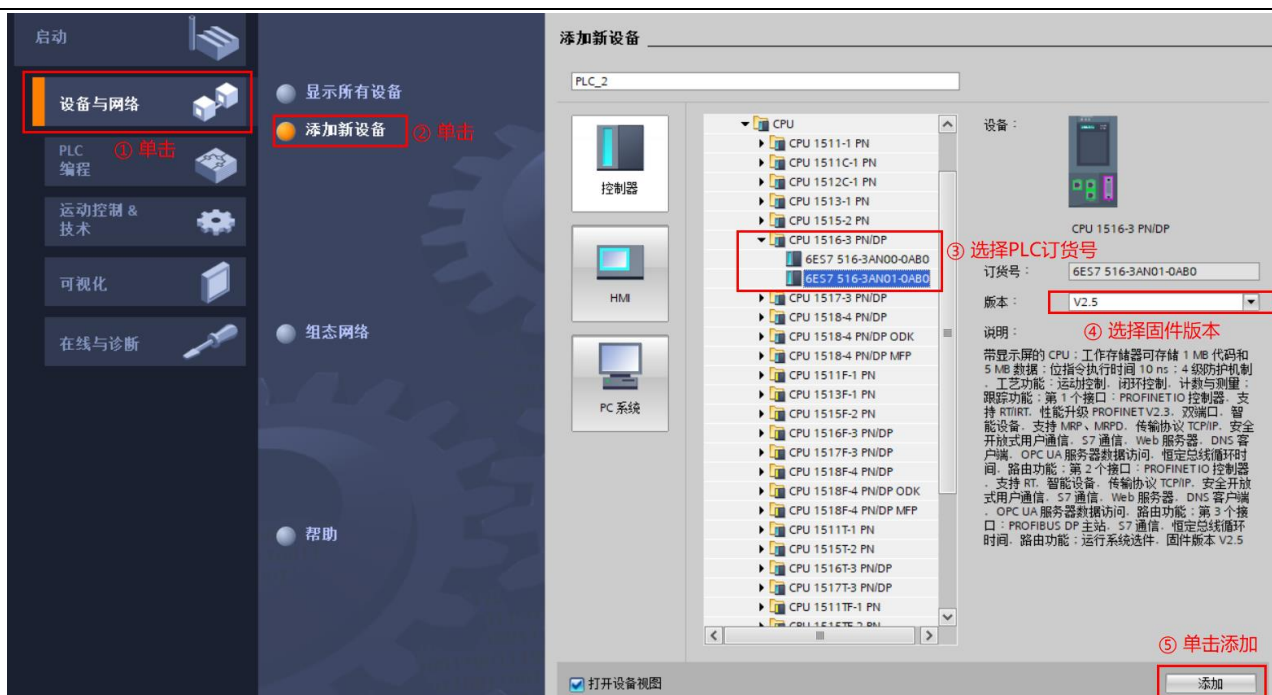 启动
设备与网络
① 单击
PLC
编程
运动控制 &
技术
可视化
在线与诊断
显示所有设备
添加新设备
② 单击
组态网络
帮助
添加新设备
PLC_2
控制器
HMI
PC 系统
CPU
CPU 1511-1 PN
CPU 1511C-1 PN
CPU 1512C-1 PN
CPU 1513-1 PN
CPU 1515-2 PN
CPU 1516-3 PN/DP
6ES7 516-3AN00-0AB0
6ES7 516-3AN01-0AB0
CPU 1517-3 PN/DP
CPU 1518-4 PN/DP
CPU 1518-4 PN/DP ODK
CPU 1518-4 PN/DP MFP
CPU 1511F-1 PN
CPU 1513F-1 PN
CPU 1515F-2 PN
CPU 1516F-3 PN/DP
CPU 1517F-3 PN/DP
CPU 1518F-4 PN/DP
CPU 1518F-4 PN/DP ODK
CPU 1518F-4 PN/DP MFP
CPU 1511T-1 PN
CPU 1515T-2 PN
CPU 1516T-3 PN/DP
CPU 1517T-3 PN/DP
CPU 1511TF-1 PN
CPU 1515TF-2 PN
③ 选择PLC订货号
设备：
CPU 1516-3 PN/DP
订货号：
6ES7 516-3AN01-0AB0
版本：
V2.5
④ 选择固件版本
说明：
带显示屏的 CPU；工作存储器可存储 1 MB 代码和
5 MB 数据；位指令执行时间 10 ns；4 级防护机制
，工艺功能：运动控制，闭环控制，计数与测量；
跟踪功能；第 1 个接口：PROFINET IO 控制器，支
持 RT/IRT，性能升级 PROFINET V2.3，双端口，智
能设备，支持 MRP、MRPD，传输协议 TCP/IP，安全
开放式用户通信，S7 通信，Web 服务器，DNS 客
户端，OPC UA 服务器数据访问，恒定总线循环时
间，路由功能；第 2 个接口：PROFINET IO 控制器
，支持 RT，智能设备，传输协议 TCP/IP，安全开放
式用户通信，S7 通信，Web 服务器，DNS 客户端
，OPC UA 服务器数据访问，路由功能；第 3 个接
口：PROFIBUS DP 主站，S7 通信，恒定总线循环
时间，路由功能；运行系统选件，固件版本 V2.5
⑤ 单击添加
打开设备视图
添加